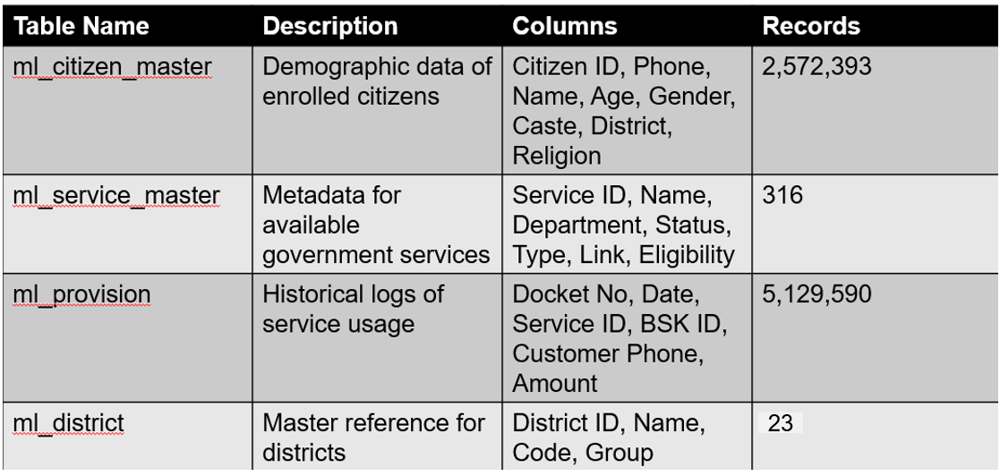 Table Name Description Columns Records
ml_citizen_master Demographic data of Citizen ID, Phone, 2,572,393
enrolled citizens Name, Age, Gender,
Caste, District,
Religion
ml_service_master Metadata for Service ID, Name, 316
available Department, Status,
government services Type, Link, Eligibility
ml_provision Historical logs of Docket No, Date, 5,129,590
service usage Service ID, BSK ID,
Customer Phone,
Amount
ml_district Master reference for District ID, Name, 23
districts Code, Group